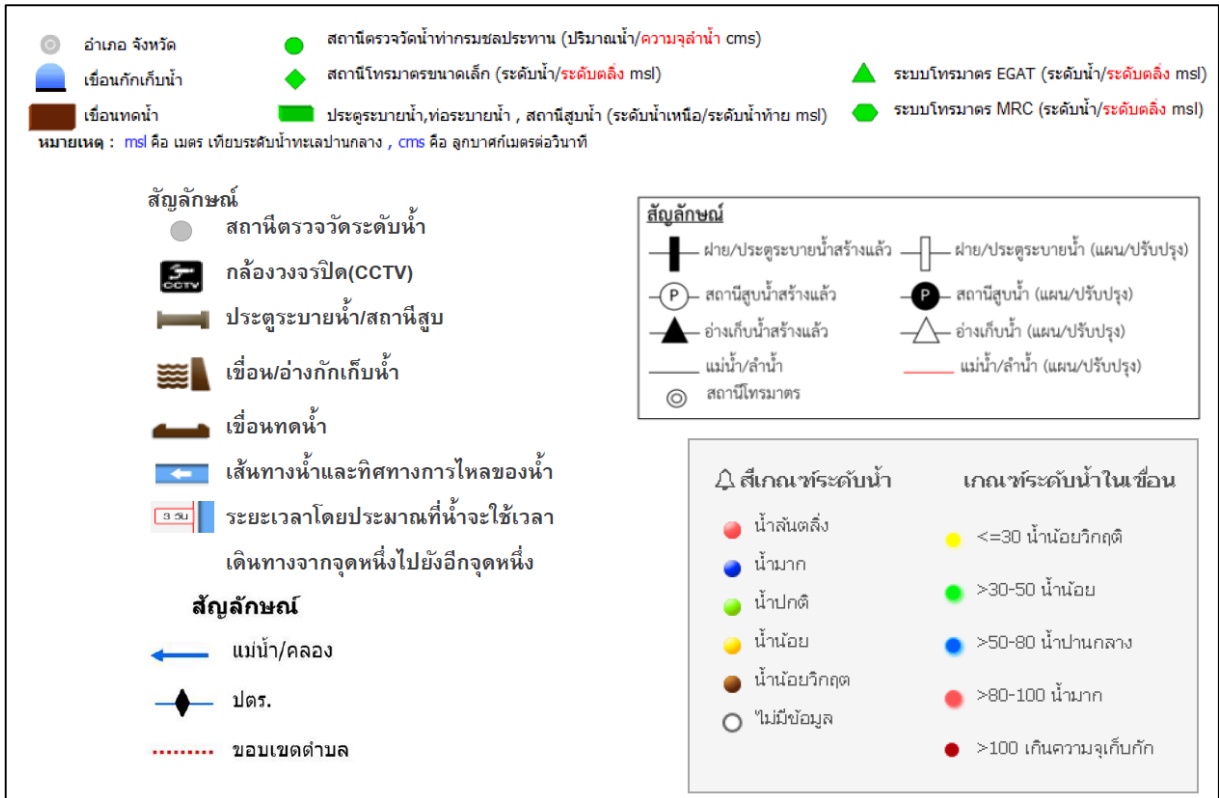 อำเภอ จังหวัด
สถานีตรวจวัดน้ำท่ากรมชลประทาน (ปริมาณน้ำ/ความจุลำน้ำ cms)
เขื่อนกักเก็บน้ำ
สถานีโทรมาตรขนาดเล็ก (ระดับน้ำ/ระดับตลิ่ง msl)
ระบบโทรมาตร EGAT (ระดับน้ำ/ระดับตลิ่ง msl)
เขื่อนทดน้ำ
ประตูระบายน้ำ,ท่อระบายน้ำ , สถานีสูบน้ำ (ระดับน้ำเหนือ/ระดับน้ำท้าย msl)
ระบบโทรมาตร MRC (ระดับน้ำ/ระดับตลิ่ง msl)
หมายเหตุ : msl คือ เมตร เทียบระดับน้ำทะเลปานกลาง , cms คือ ลูกบาศก์เมตรต่อวินาที
สัญลักษณ์
สถานีตรวจวัดระดับน้ำ
CCTV
กล้องวงจรปิด(CCTV)
ประตูระบายน้ำ/สถานีสูบ
เขื่อน/อ่างกักเก็บน้ำ
เขื่อนทดน้ำ
เส้นทางน้ำและทิศทางการไหลของน้ำ
3 วัน
ระยะเวลาโดยประมาณที่น้ำจะใช้เวลา
เดินทางจากจุดหนึ่งไปยังอีกจุดหนึ่ง
สัญลักษณ์
แม่น้ำ/คลอง
ปตร.
ขอบเขตตำบล
สัญลักษณ์
ฝาย/ประตูระบายน้ำสร้างแล้ว
ฝาย/ประตูระบายน้ำ (แผน/ปรับปรุง)
P สถานีสูบน้ำสร้างแล้ว
P สถานีสูบน้ำ (แผน/ปรับปรุง)
อ่างเก็บน้ำสร้างแล้ว
อ่างเก็บน้ำ (แผน/ปรับปรุง)
แม่น้ำ/ลำน้ำ
แม่น้ำ/ลำน้ำ (แผน/ปรับปรุง)
สถานีโทรมาตร
สีเกณฑ์ระดับน้ำ
น้ำล้นตลิ่ง
น้ำมาก
น้ำปกติ
น้ำน้อย
น้ำน้อยวิกฤต
ไม่มีข้อมูล
เกณฑ์ระดับน้ำในเขื่อน
<=30 น้ำน้อยวิกฤติ
>30-50 น้ำน้อย
>50-80 น้ำปานกลาง
>80-100 น้ำมาก
>100 เกินความจุเก็บกัก